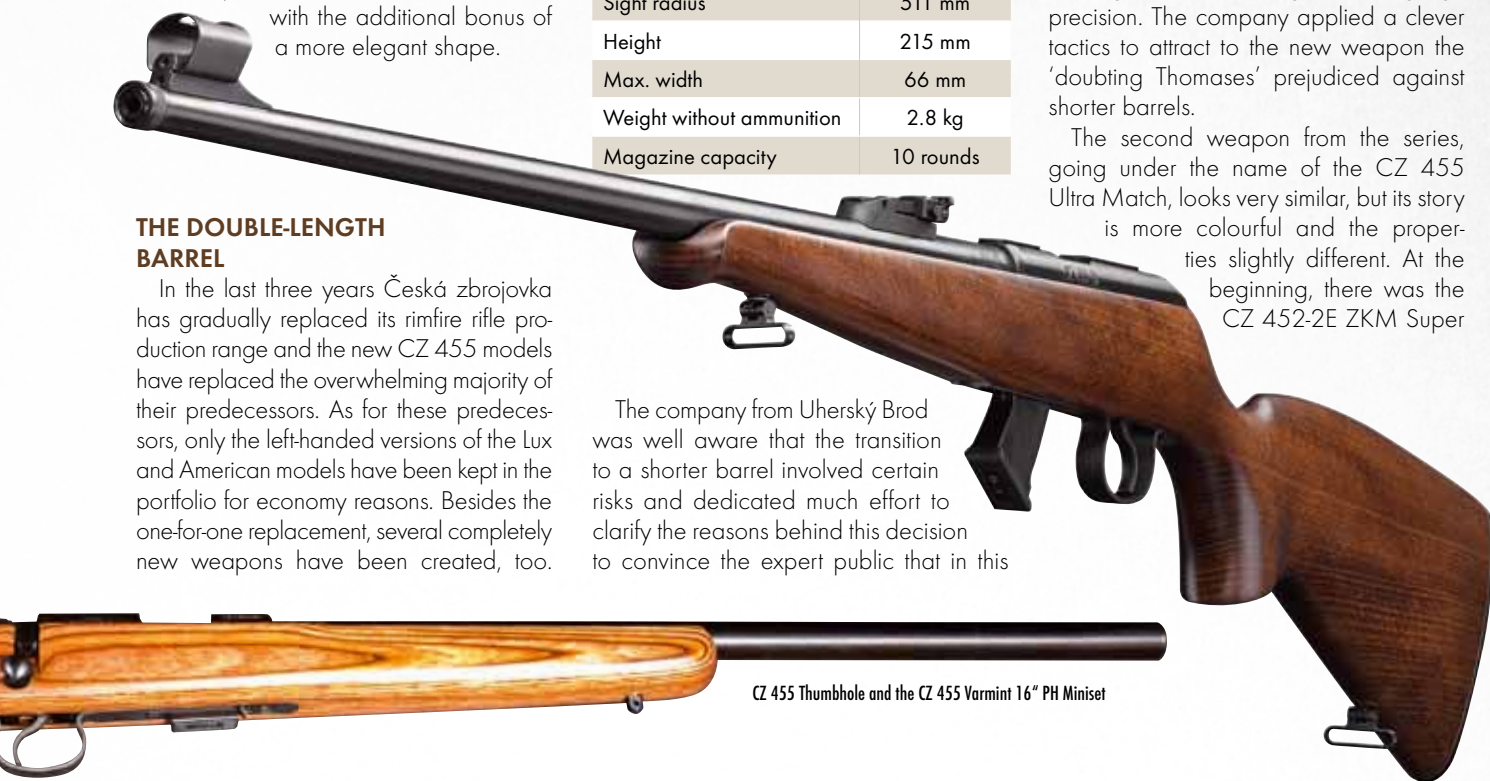 with the additional bonus of
a more elegant shape.
THE DOUBLE-LENGTH
BARREL
In the last three years Česká zbrojovka
has gradually replaced its rimfire rifle pro-
duction range and the new CZ 455 models
have replaced the overwhelming majority of
their predecessors. As for these predeces-
sors, only the left-handed versions of the Lux
and American models have been kept in the
portfolio for economy reasons. Besides the
one-for-one replacement, several completely
new weapons have been created, too.
Sight radius 511 mm
Height 215 mm
Max. width 66 mm
Weight without ammunition 2.8 kg
Magazine capacity 10 rounds
The company from Uherský Brod
was well aware that the transition
to a shorter barrel involved certain
risks and dedicated much effort to
clarify the reasons behind this decision
to convince the expert public that in this
precision. The company applied a clever
tactics to attract to the new weapon the
‘doubting Thomases’ prejudiced against
shorter barrels.
The second weapon from the series,
going under the name of the CZ 455
Ultra Match, looks very similar, but its story
is more colourful and the proper-
ties slightly different. At the
beginning, there was the
CZ 452-2E ZKM Super
CZ 455 Thumbhole and the CZ 455 Varmint 16“ PH Miniset